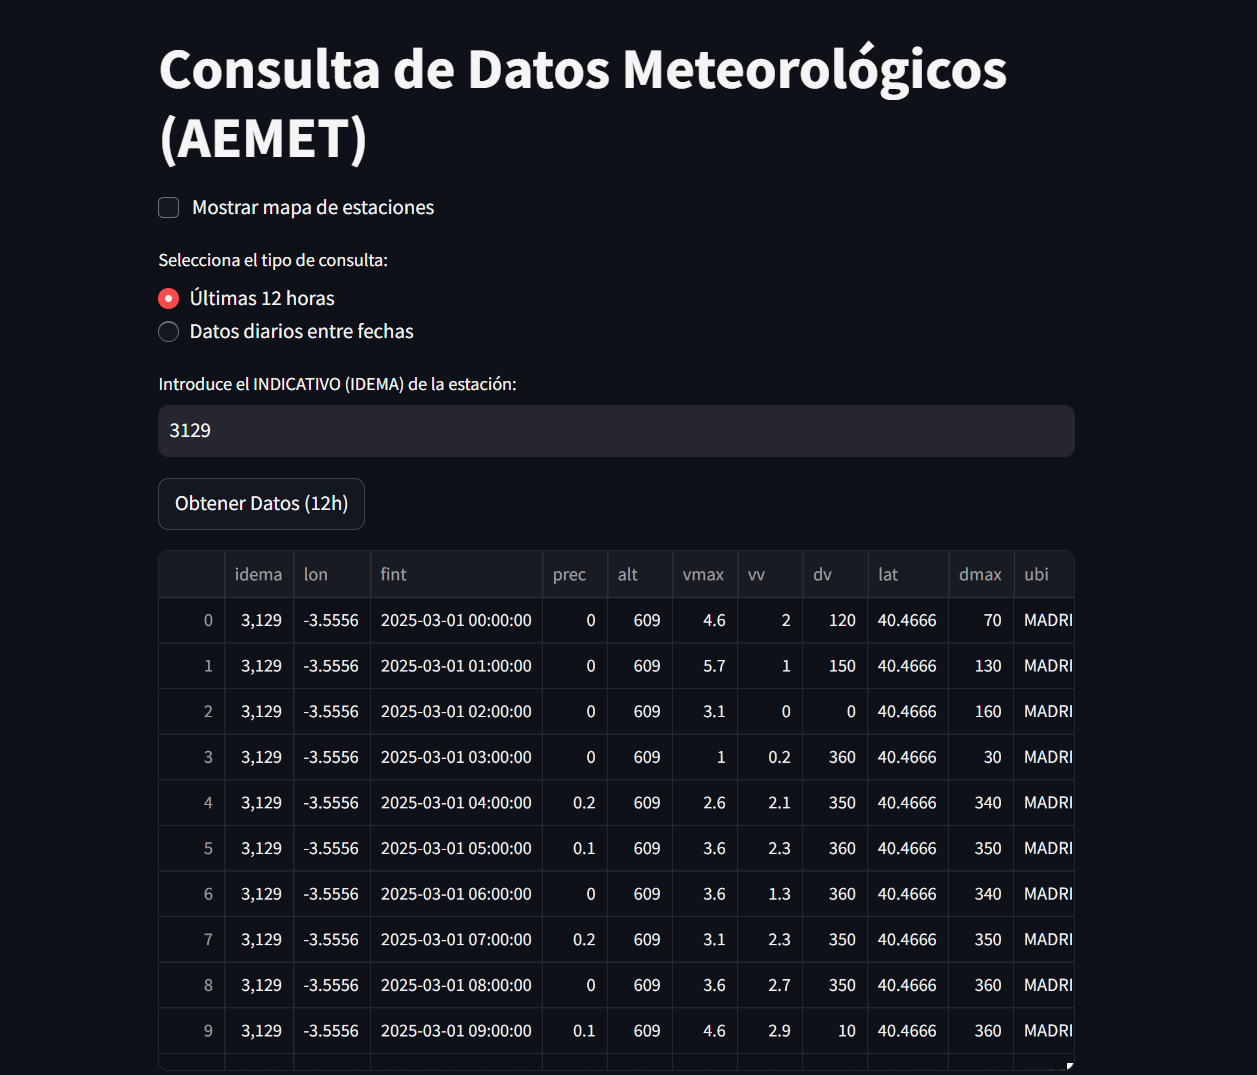 Consulta de Datos Meteorológicos
(AEMET)
Mostrar mapa de estaciones
Selecciona el tipo de consulta:
Últimas 12 horas
Datos diarios entre fechas
Introduce el INDICATIVO (IDEMA) de la estación:
3129
Obtener Datos (12h)
idema lon fint prec alt vmax vv dv lat dmax ubi
0 3,129 -3.5556 2025-03-01 00:00:00 0 609 4.6 2 120 40.4666 70 MADRI
1 3,129 -3.5556 2025-03-01 01:00:00 0 609 5.7 1 150 40.4666 130 MADRI
2 3,129 -3.5556 2025-03-01 02:00:00 0 609 3.1 0 0 40.4666 160 MADRI
3 3,129 -3.5556 2025-03-01 03:00:00 0 609 1 0.2 360 40.4666 30 MADRI
4 3,129 -3.5556 2025-03-01 04:00:00 0.2 609 2.6 2.1 350 40.4666 340 MADRI
5 3,129 -3.5556 2025-03-01 05:00:00 0.1 609 3.6 2.3 360 40.4666 350 MADRI
6 3,129 -3.5556 2025-03-01 06:00:00 0 609 3.6 1.3 360 40.4666 340 MADRI
7 3,129 -3.5556 2025-03-01 07:00:00 0.2 609 3.1 2.3 350 40.4666 350 MADRI
8 3,129 -3.5556 2025-03-01 08:00:00 0 609 3.6 2.7 350 40.4666 360 MADRI
9 3,129 -3.5556 2025-03-01 09:00:00 0.1 609 4.6 2.9 10 40.4666 360 MADRI